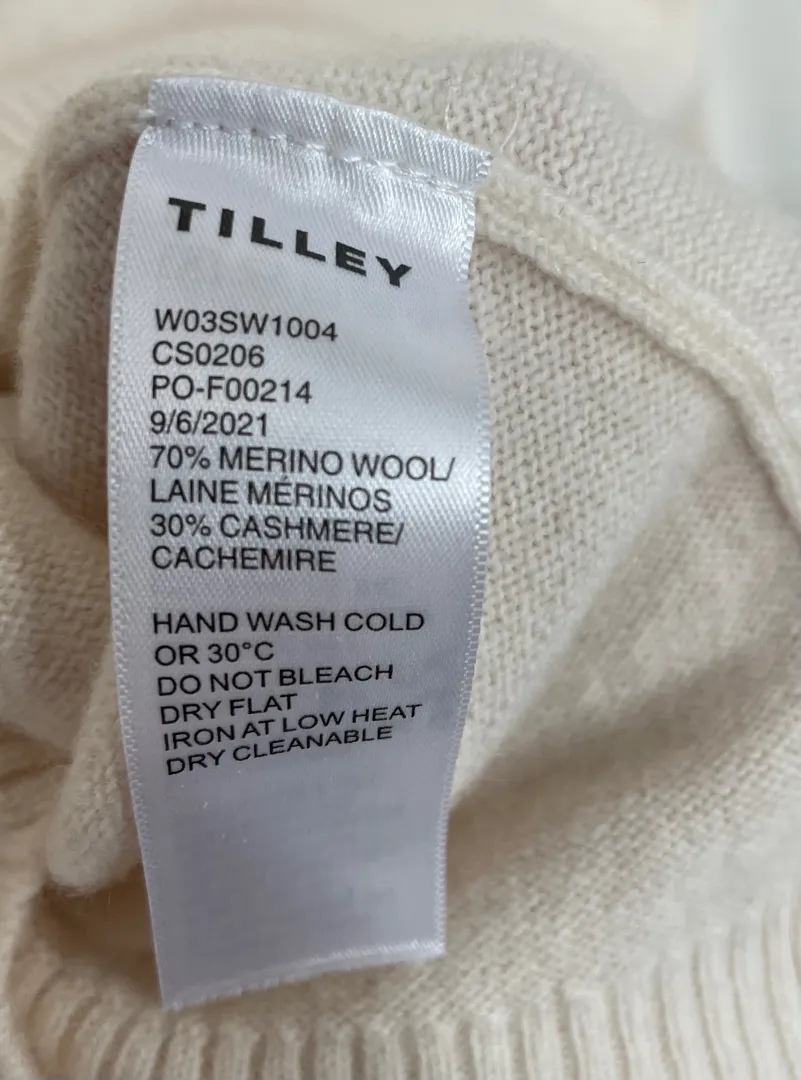 TILLEY
W03SW1004
CS0206
PO-F00214
9/6/2021
70% MERINO WOOL/
LAINE MÉRINOS
30% CASHMERE/
CACHEMIRE
HAND WASH COLD
OR 30°C
DO NOT BLEACH
DRY FLAT
IRON AT LOW HEAT
DRY CLEANABLE